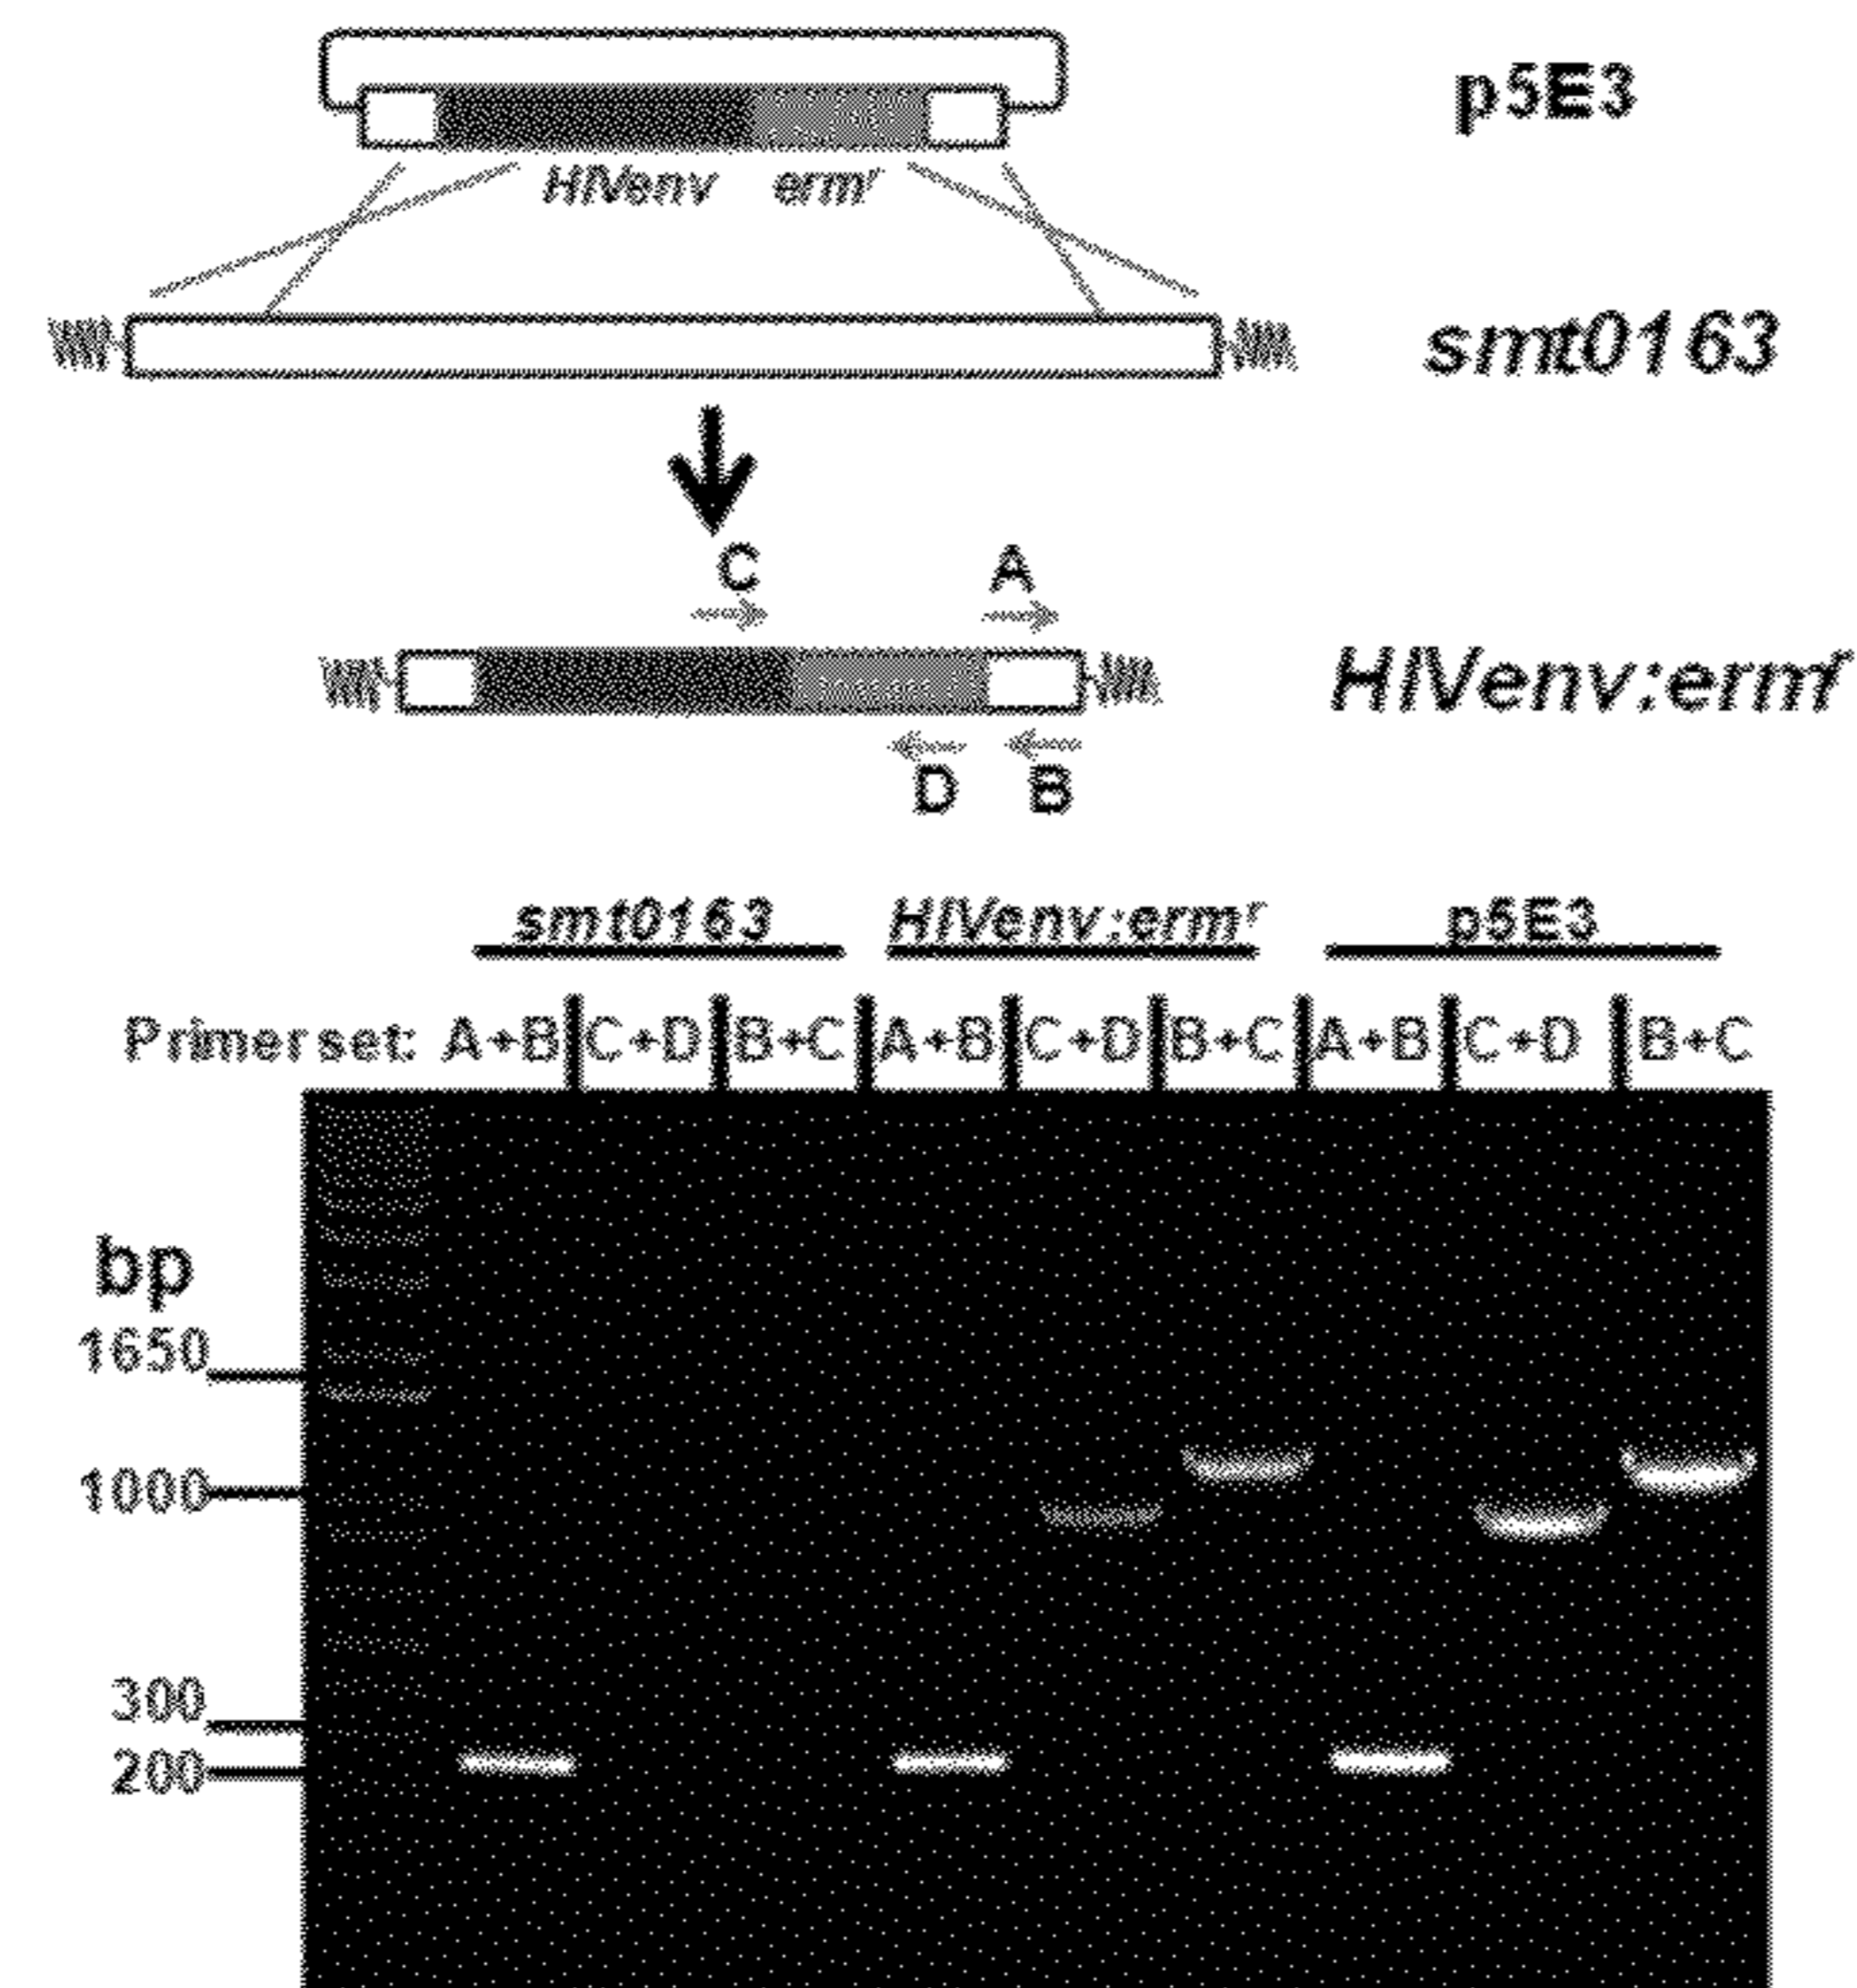 p5E3
HIVenv erm^r
smt0163
C A
HIVenv:erm^r
D B
smt0163 HIVenv:erm^r p5E3
Primer set: A+B C+D B+C A+B C+D B+C A+B C+D B+C
bp
1650
1000
300
200